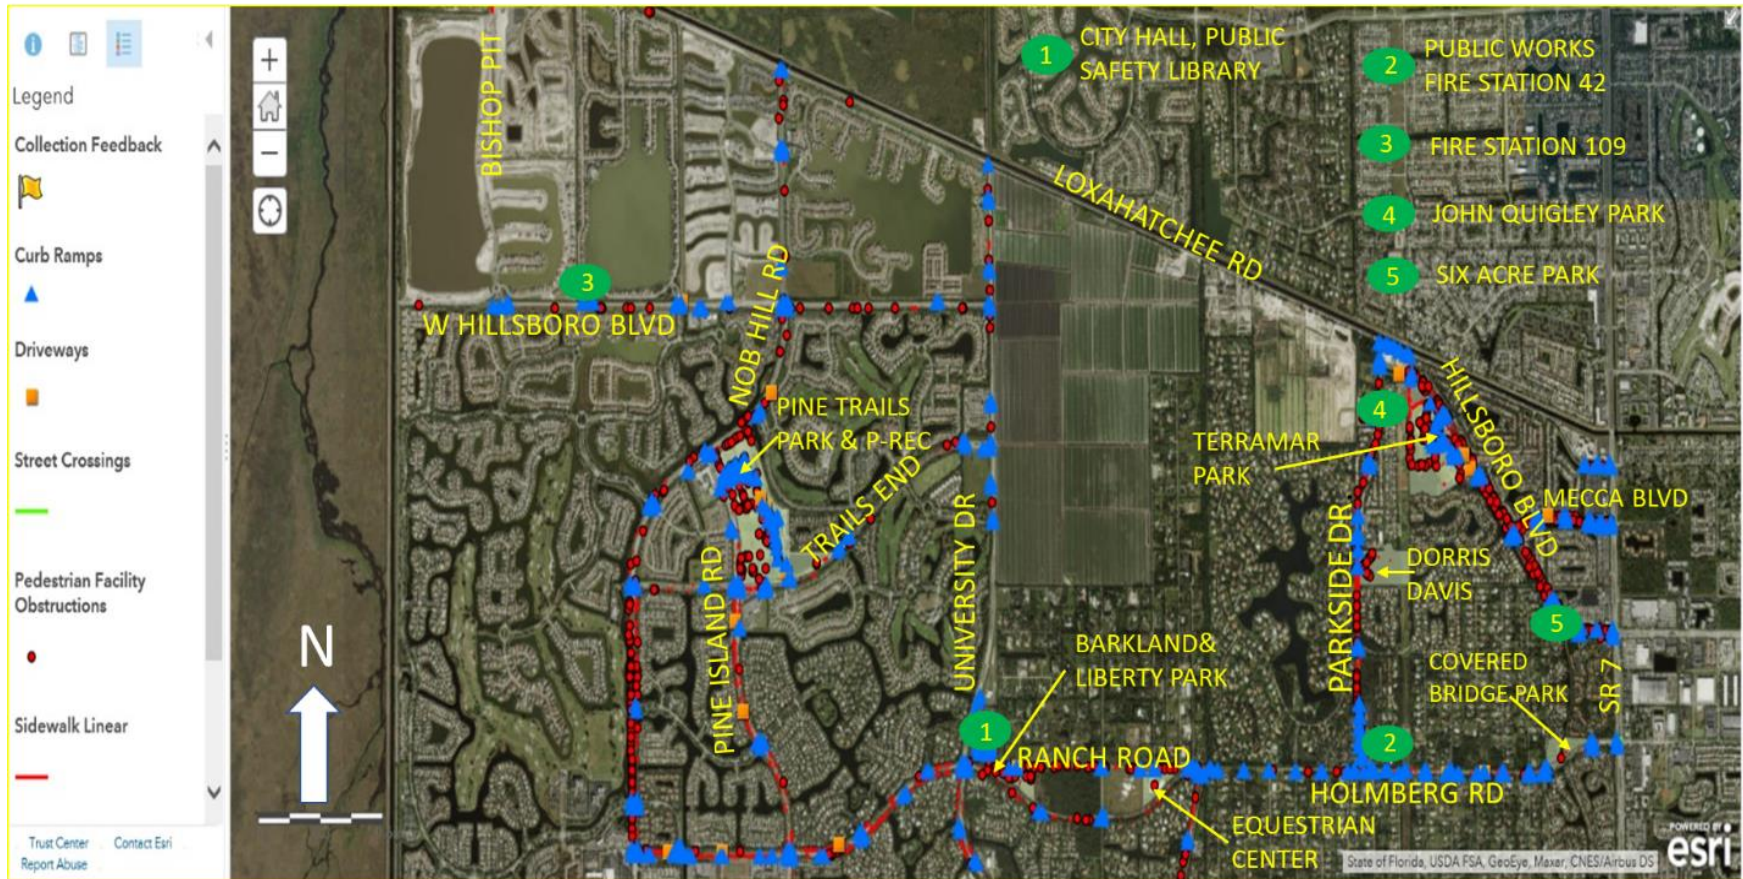 Legend
Collection Feedback
Curb Ramps
Driveways
Street Crossings
Pedestrian Facility
Obstructions
Sidewalk Linear
Trust Center
Contact Esri
Report Abuse
+
−
N
BISHOP PIT
1
CITY HALL, PUBLIC
SAFETY LIBRARY
2
PUBLIC WORKS
FIRE STATION 42
3
FIRE STATION 109
4
JOHN QUIGLEY PARK
5
SIX ACRE PARK
LOXAHATCHEE RD
3
W HILLSBORO BLVD
NOB HILL RD
PINE TRAILS
PARK & P-REC
TRAILS END
PINE ISLAND RD
UNIVERSITY DR
4
TERRAMAR
PARK
HILLSBORO BLVD
MECCA BLVD
PARKSIDE DR
DORRIS
DAVIS
5
BARKLAND&
LIBERTY PARK
COVERED
BRIDGE PARK
SR 7
1
RANCH ROAD
2
HOLMBERG RD
EQUESTRIAN
CENTER
State of Florida, USDA FSA, GeoEye, Maxar, CNES/Airbus DS
POWERED BY
esri